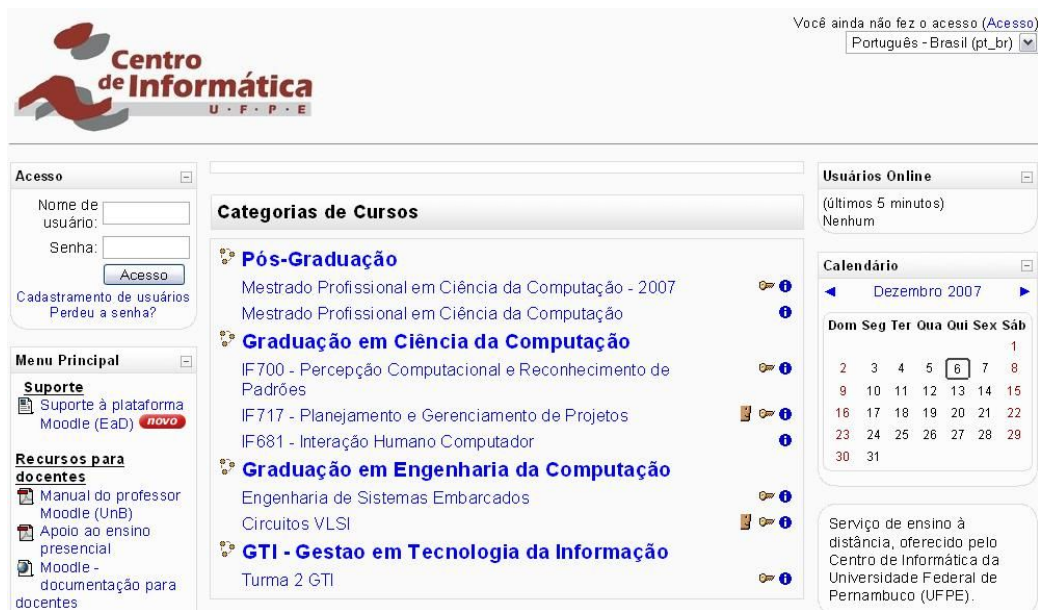 Você ainda não fez o acesso (Acesso)
Português - Brasil (pt_br)
Centro
de Informática
U · F · P · E
Acesso
Nome de
usuário:
Senha:
Acesso
Cadastramento de usuários
Perdeu a senha?
Menu Principal
Suporte
Suporte à plataforma
Moodle (EaD) novo
Recursos para
docentes
Manual do professor
Moodle (UnB)
Apoio ao ensino
presencial
Moodle -
documentação para
docentes
Categorias de Cursos
Pós-Graduação
Mestrado Profissional em Ciência da Computação - 2007
Mestrado Profissional em Ciência da Computação
Graduação em Ciência da Computação
IF700 - Percepção Computacional e Reconhecimento de
Padrões
IF717 - Planejamento e Gerenciamento de Projetos
IF681 - Interação Humano Computador
Graduação em Engenharia da Computação
Engenharia de Sistemas Embarcados
Circuitos VLSI
GTI - Gestao em Tecnologia da Informação
Turma 2 GTI
Usuários Online
(últimos 5 minutos)
Nenhum
Calendário
Dezembro 2007
Dom Seg Ter Qua Qui Sex Sáb
1
2 3 4 5 6 7 8
9 10 11 12 13 14 15
16 17 18 19 20 21 22
23 24 25 26 27 28 29
30 31
Serviço de ensino à
distância, oferecido pelo
Centro de Informática da
Universidade Federal de
Pernambuco (UFPE).